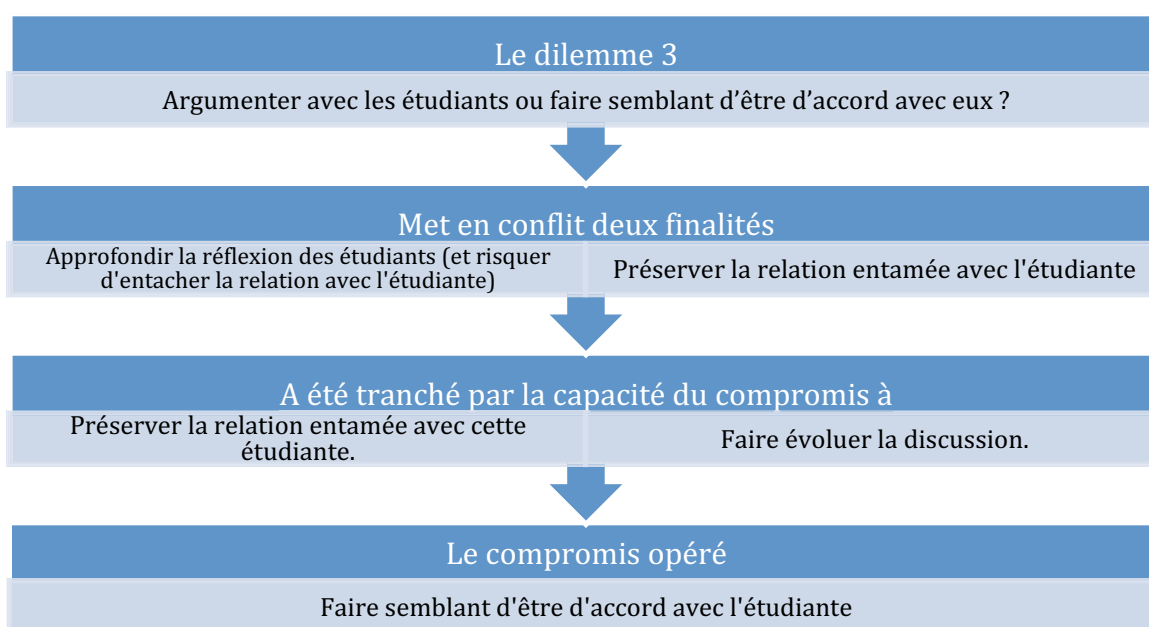 Le dilemme 3
Argumenter avec les étudiants ou faire semblant d’être d’accord avec eux ?
Met en conflit deux finalités
Approfondir la réflexion des étudiants (et risquer
d'entacher la relation avec l'étudiante)
Préserver la relation entamée avec l'étudiante
A été tranché par la capacité du compromis à
Préserver la relation entamée avec cette
étudiante.
Faire évoluer la discussion.
Le compromis opéré
Faire semblant d'être d'accord avec l'étudiante